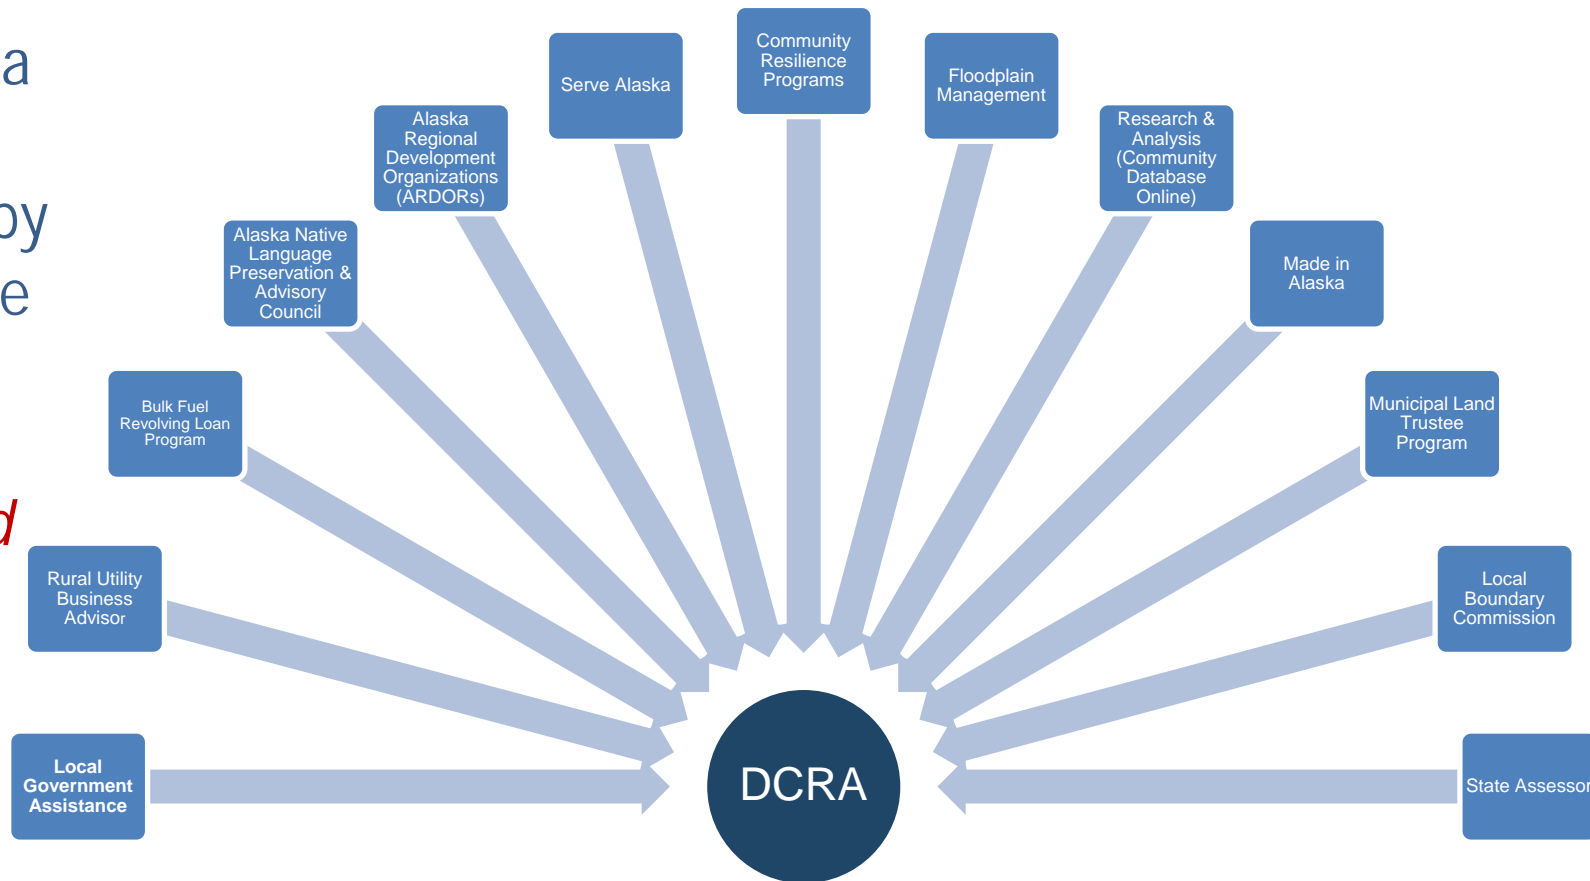 a
by
e
d
Serve Alaska
Community
Resilience
Programs
Floodplain
Management
Alaska
Regional
Development
Organizations
(ARDORs)
Research &
Analysis
(Community
Database
Online)
Alaska Native
Language
Preservation &
Advisory
Council
Made in
Alaska
Bulk Fuel
Revolving Loan
Program
Municipal Land
Trustee
Program
Rural Utility
Business
Advisor
Local
Boundary
Commission
Local
Government
Assistance
DCRA
State Assessor